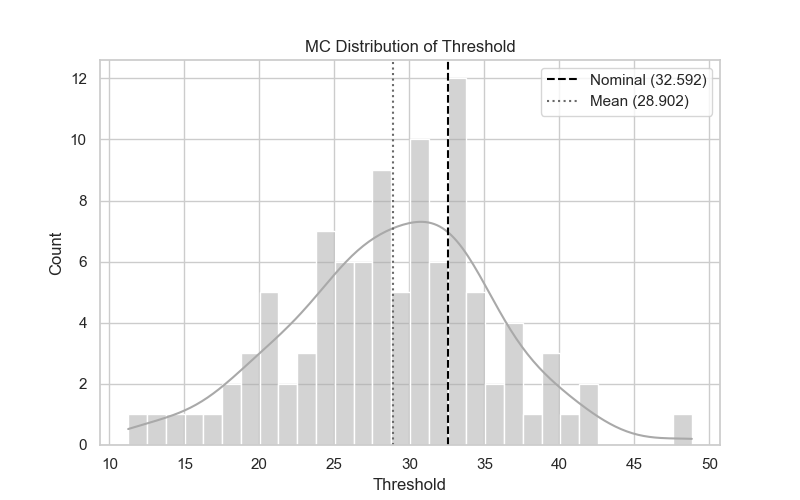 MC Distribution of Threshold
Nominal (32.592)
Mean (28.902)
12
10
8
6
4
2
0
Count
10 15 20 25 30 35 40 45 50
Threshold